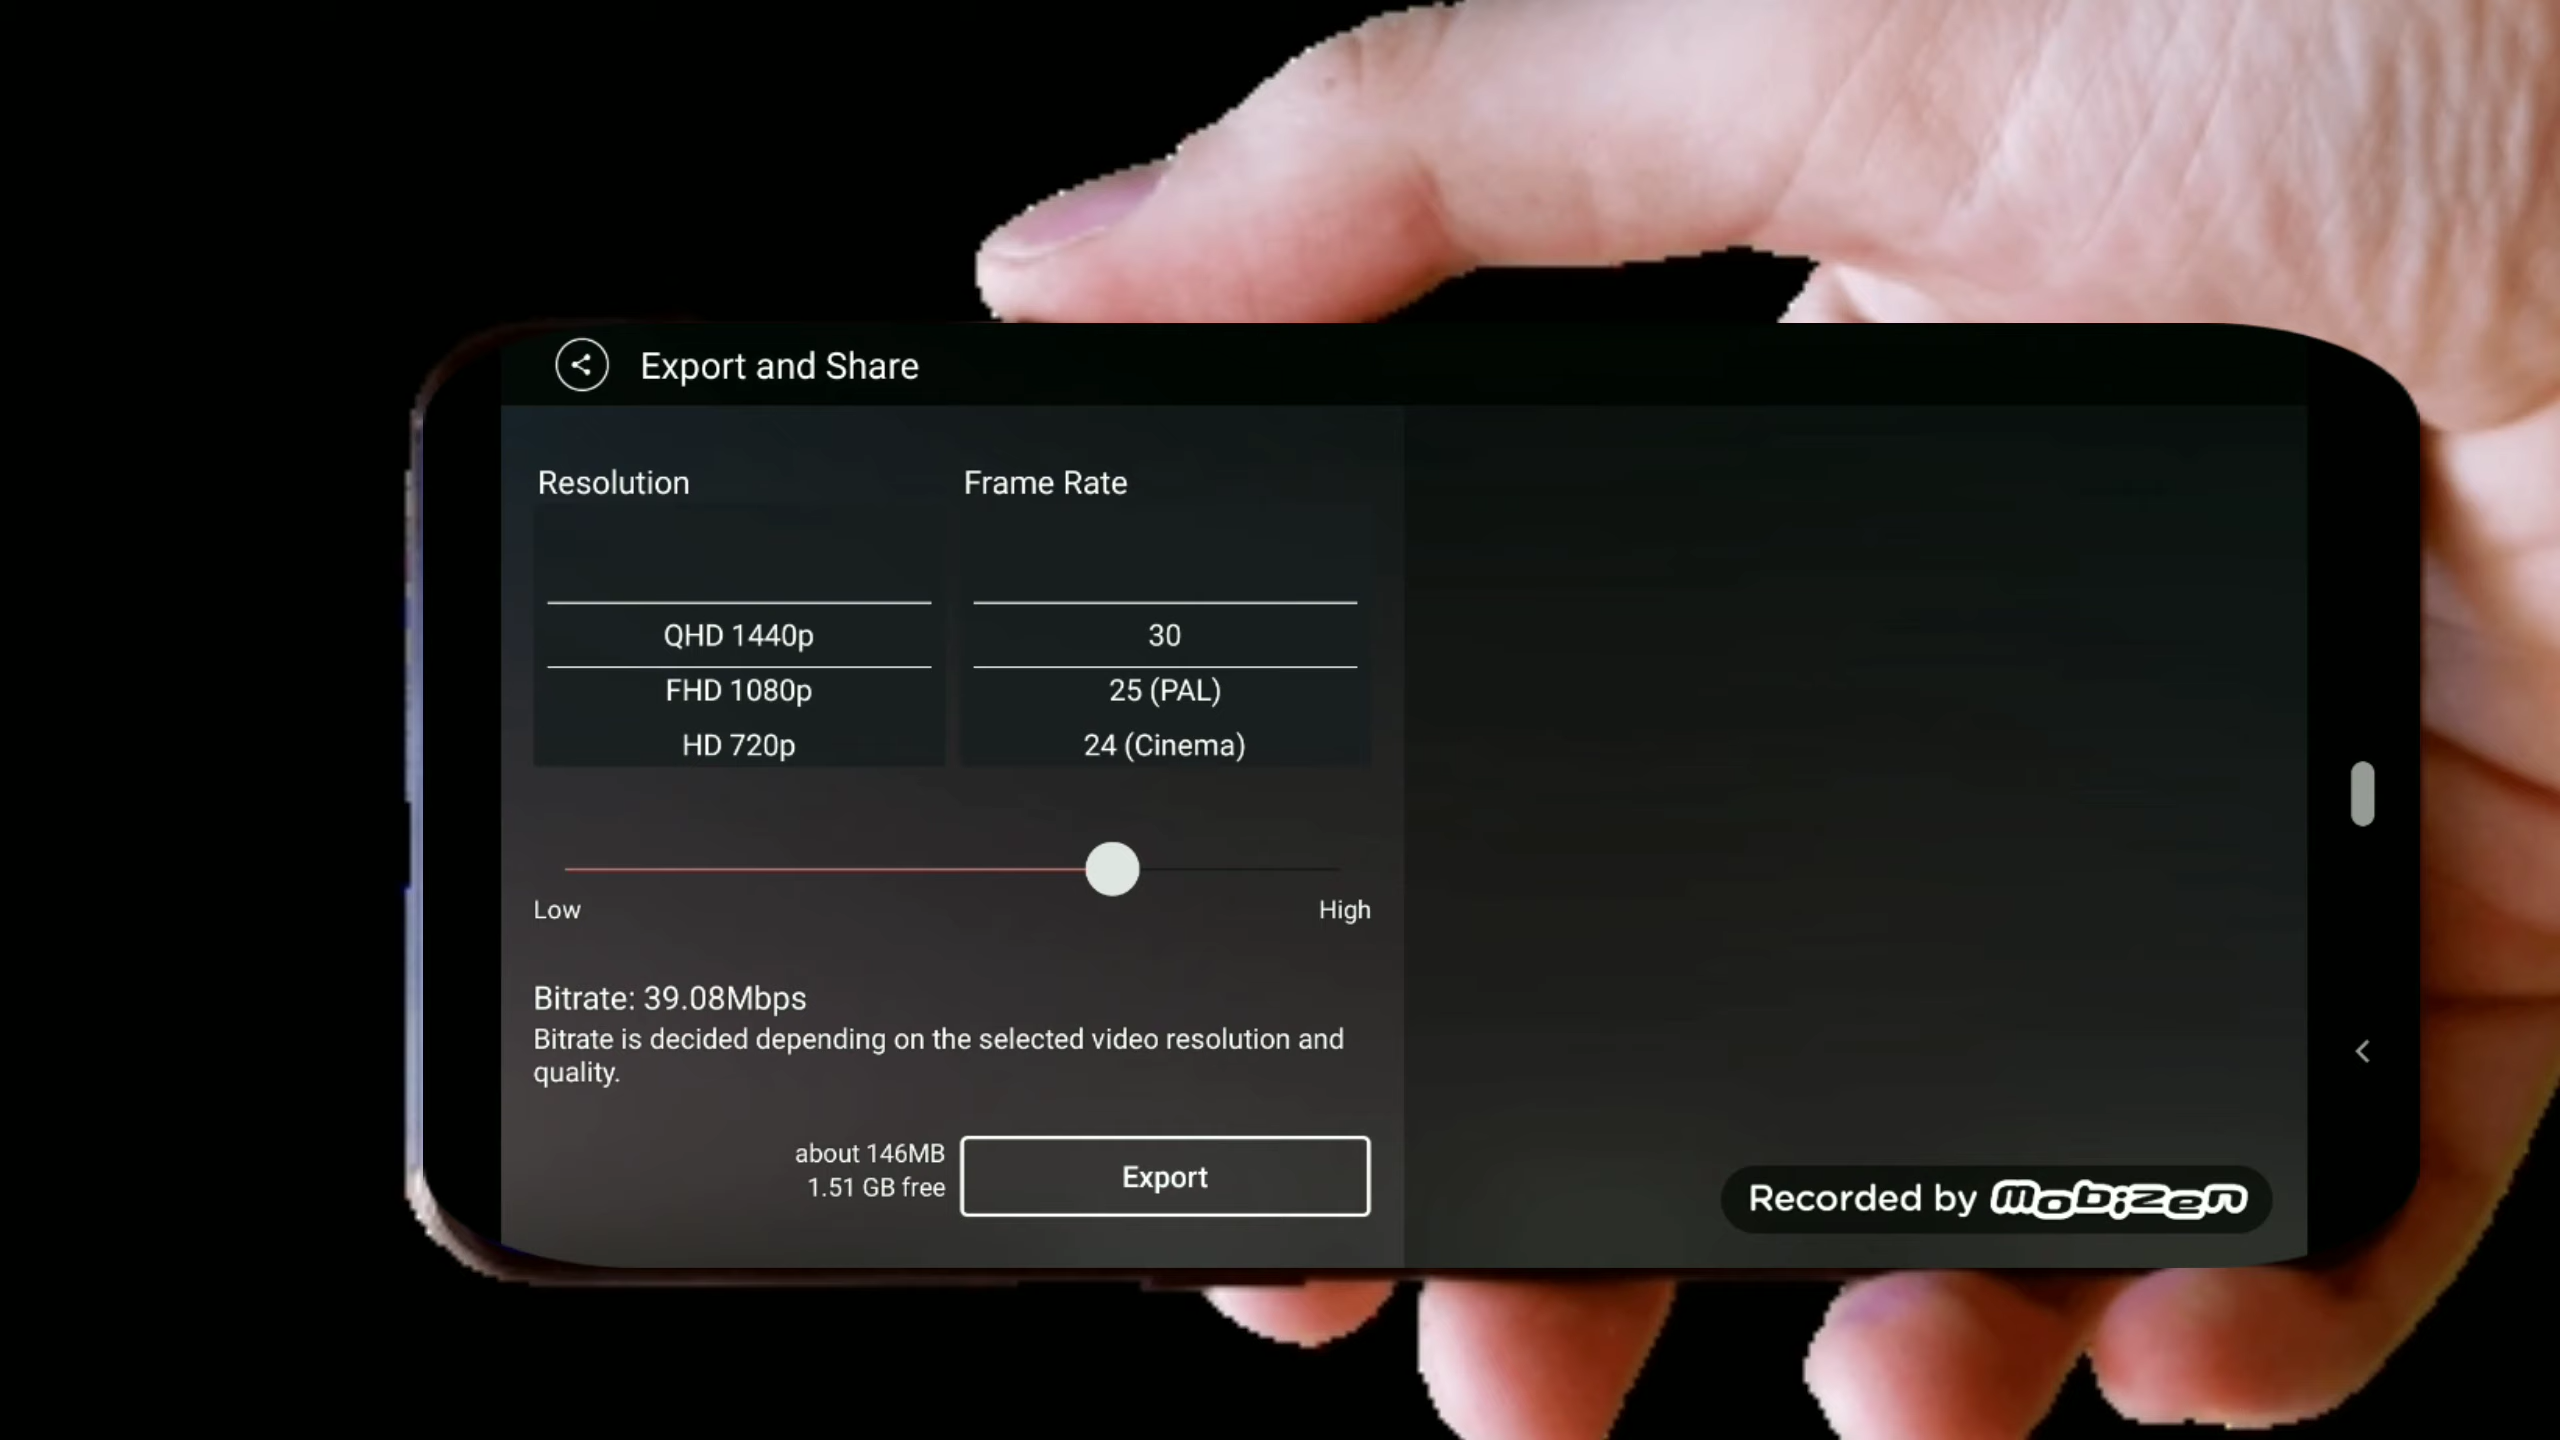 Export and Share
Resolution
Frame Rate
QHD 1440p
30
FHD 1080p
25 (PAL)
HD 720p
24 (Cinema)
Low
High
Bitrate: 39.08Mbps
Bitrate is decided depending on the selected video resolution and
quality.
about 146MB
1.51 GB free
Export
Recorded by mobizen